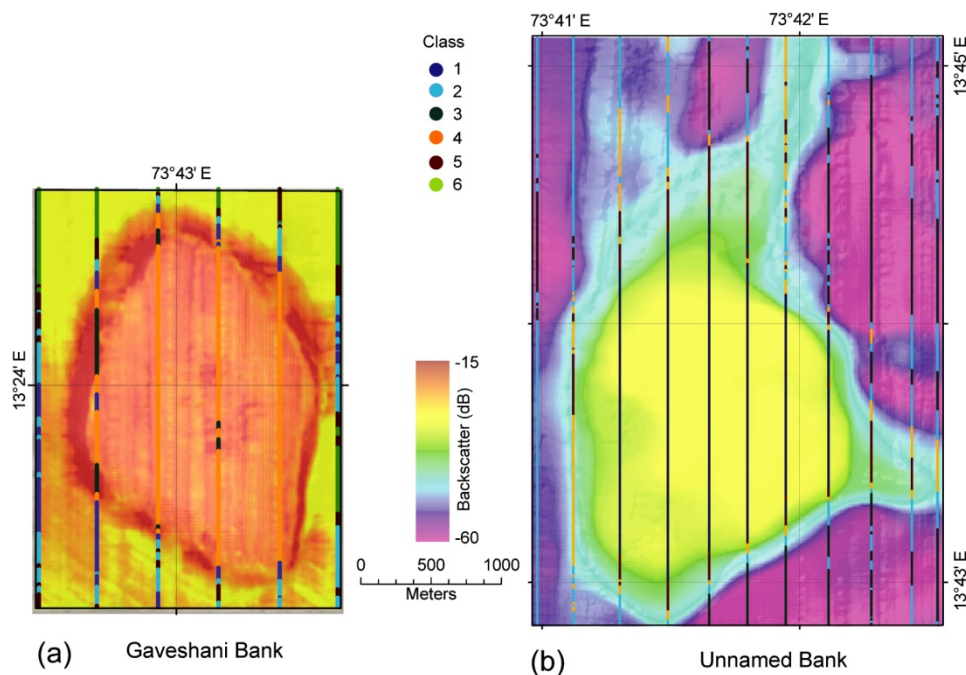 73°41' E
73°42' E
Class
1
2
3
4
5
6
13°45' E
73°43' E
13°24' E
-15
Backscatter (dB)
-60
0 500 1000
Meters
13°43' E
(a) Gaveshani Bank
(b) Unnamed Bank